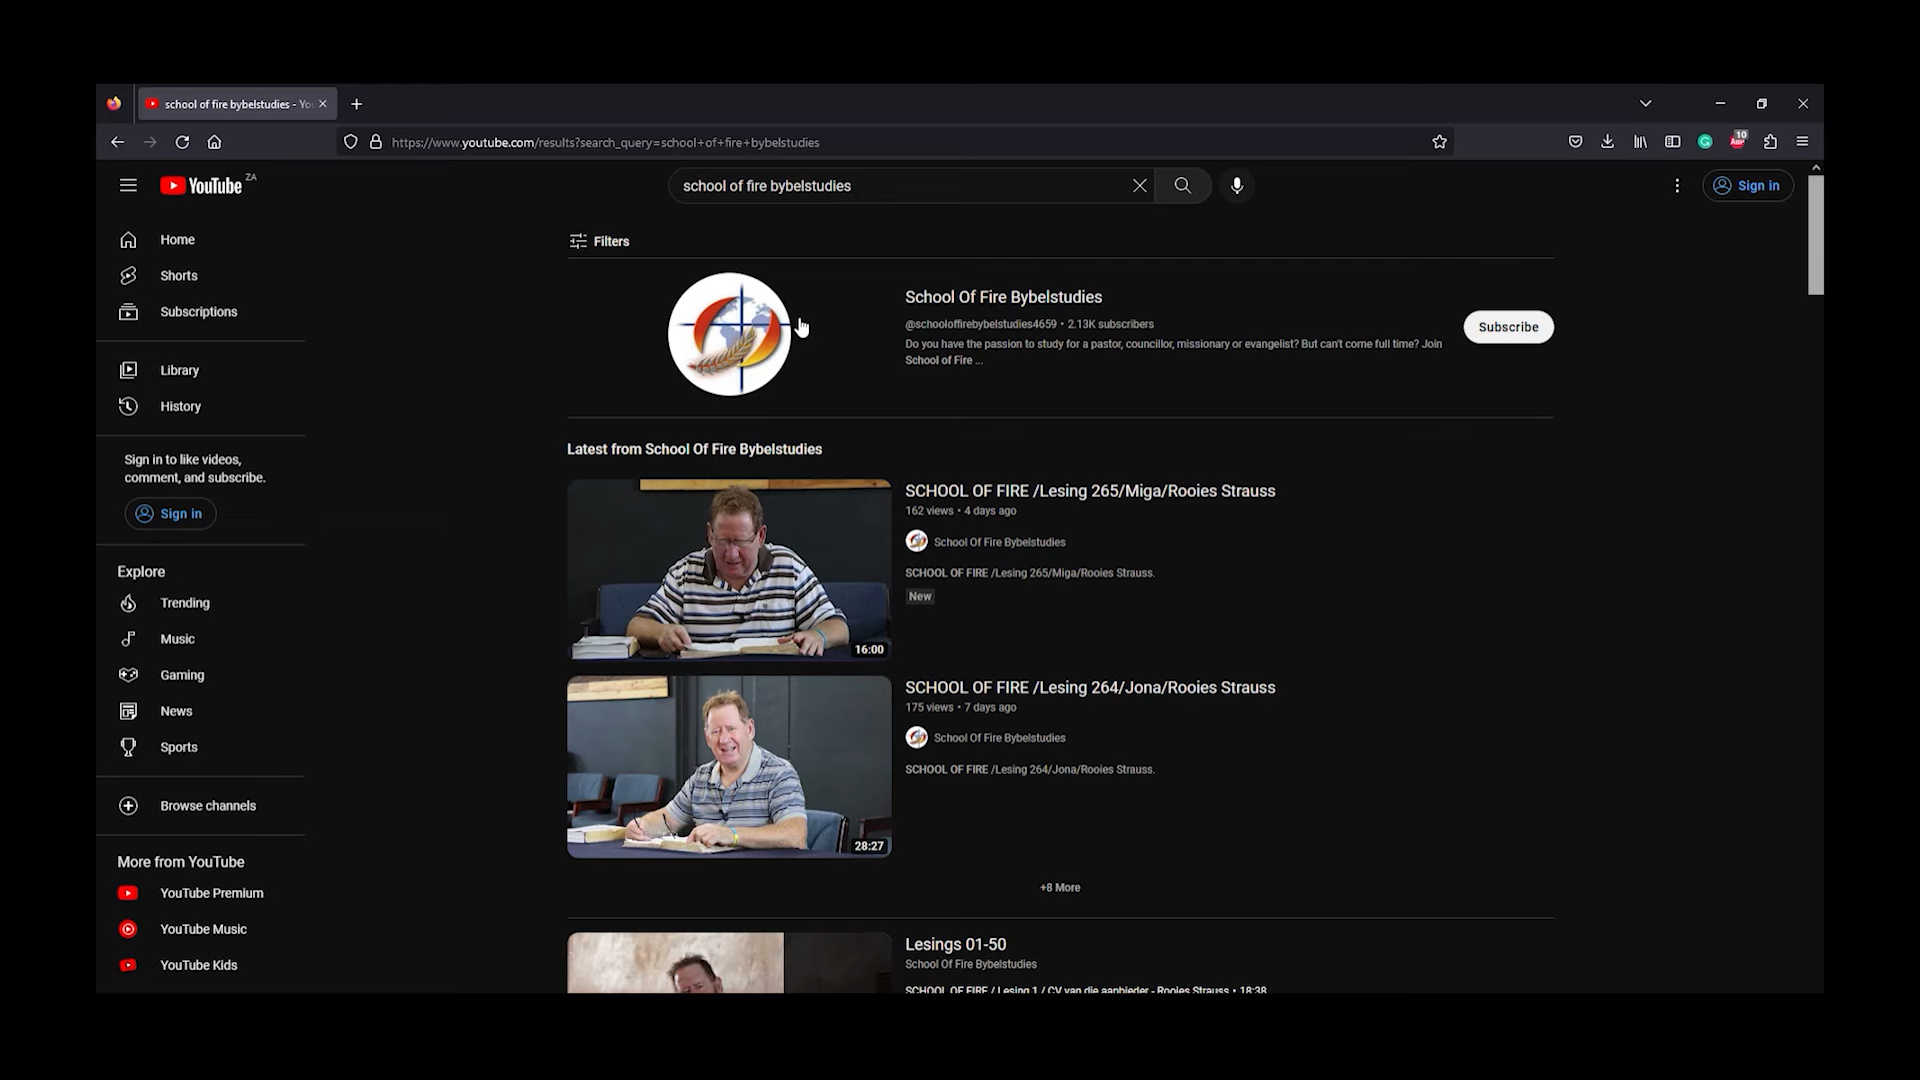 school of fire bybelstudies - You
https://www.youtube.com/results?search_query=school+of+fire+bybelstudies
10
ABP
YouTube ZA
school of fire bybelstudies
Sign in
Home
Shorts
Subscriptions
Library
History
Sign in to like videos,
comment, and subscribe.
Sign in
Explore
Trending
Music
Gaming
News
Sports
Browse channels
More from YouTube
YouTube Premium
YouTube Music
YouTube Kids
Filters
School Of Fire Bybelstudies
@schooloffirebybelstudies4659 • 2.13K subscribers
Do you have the passion to study for a pastor, councillor, missionary or evangelist? But can't come full time? Join
School of Fire ...
Subscribe
Latest from School Of Fire Bybelstudies
16:00
SCHOOL OF FIRE /Lesing 265/Miga/Rooies Strauss
162 views • 4 days ago
School Of Fire Bybelstudies
SCHOOL OF FIRE /Lesing 265/Miga/Rooies Strauss.
New
28:27
SCHOOL OF FIRE /Lesing 264/Jona/Rooies Strauss
175 views • 7 days ago
School Of Fire Bybelstudies
SCHOOL OF FIRE /Lesing 264/Jona/Rooies Strauss.
+8 More
Lesings 01-50
School Of Fire Bybelstudies
SCHOOL OF FIRE / Lesing 1 / CV van die aanbieder - Rooies Strauss • 18:38